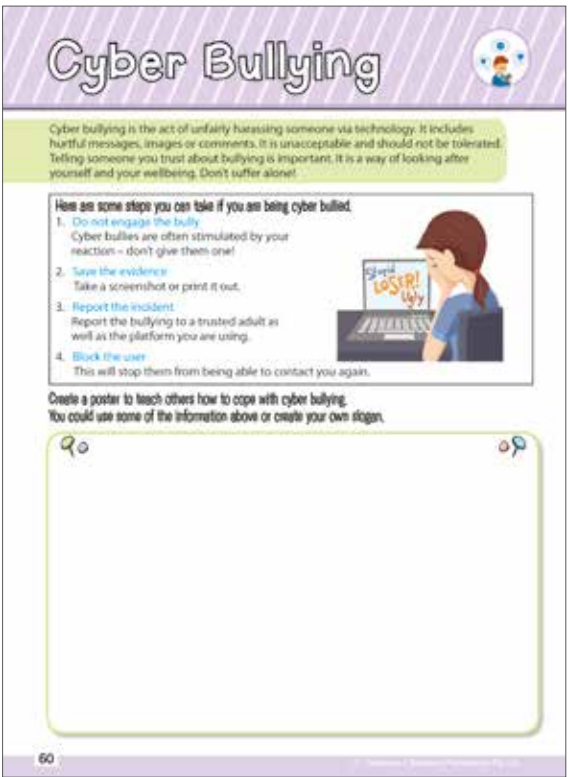 Cyber Bullying
Cyber bullying is the act of unfairly harassing someone via technology. It includes
hurtful messages, images or comments. It is unacceptable and should not be tolerated.
Telling someone you trust about bullying is important. It is a way of looking after
yourself and your wellbeing. Don't suffer alone!
Here are some steps you can take if you are being cyber bullied.
1. Do not engage the bully
Cyber bullies are often stimulated by your
reaction – don't give them one!
2. Save the evidence
Take a screenshot or print it out.
3. Report the incident
Report the bullying to a trusted adult as
well as the platform you are using.
4. Block the user
This will stop them from being able to contact you again.
Stupid
LOSER!
Ugly
Create a poster to teach others how to cope with cyber bullying.
You could use some of the information above or create your own slogan.
60